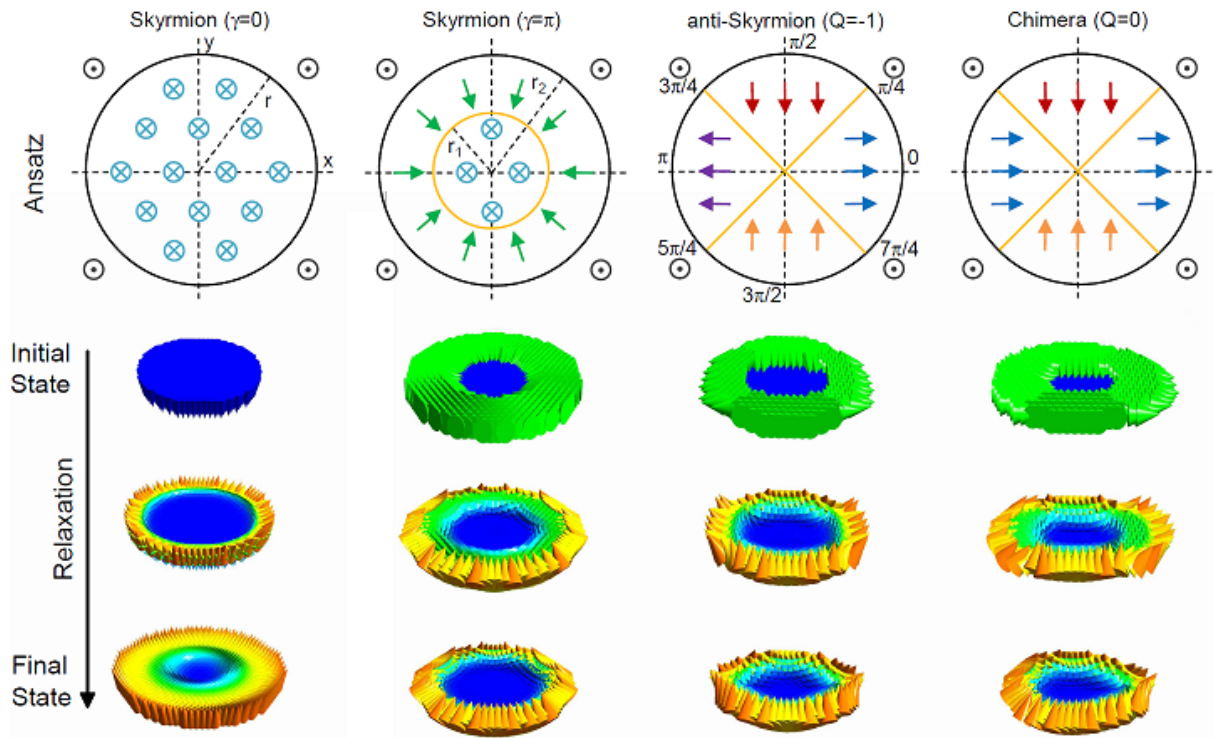 Skyrmion (γ=0)
Skyrmion (γ=π)
anti-Skyrmion (Q=-1)
Chimera (Q=0)
Ansatz
y
r
x
r₂
r₁
π/2
3π/4
π/4
π
0
5π/4
7π/4
3π/2
Initial
State
Relaxation
Final
State